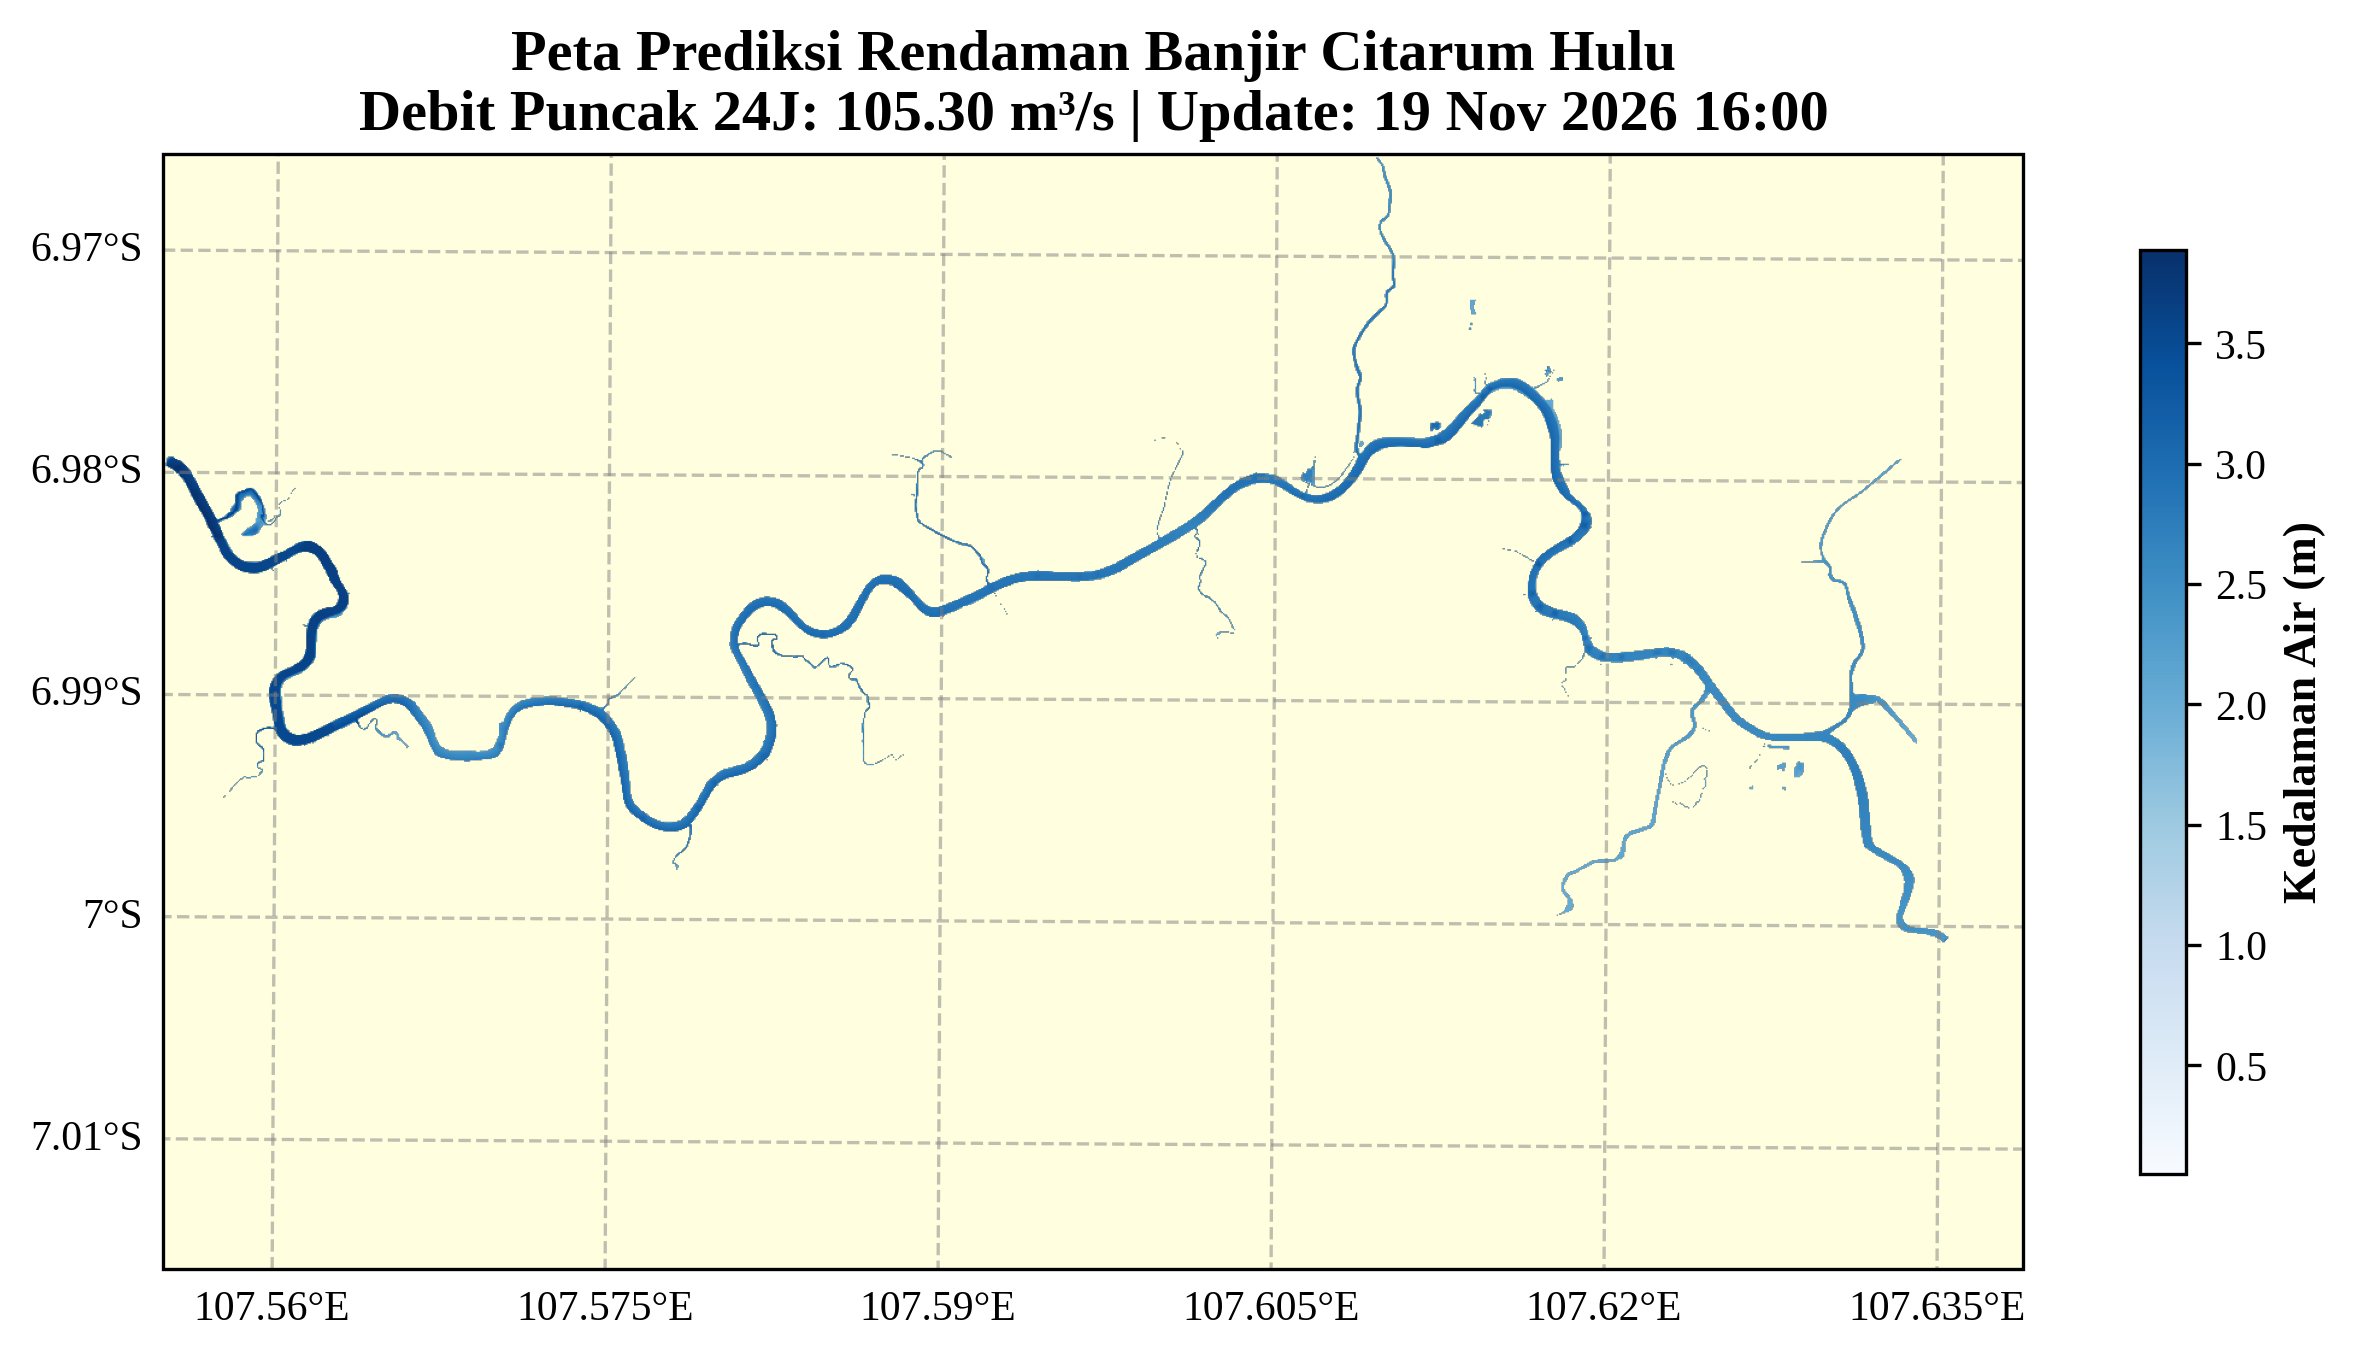 Peta Prediksi Rendaman Banjir Citarum Hulu
Debit Puncak 24J: 105.30 m³/s | Update: 19 Nov 2026 16:00
6.97°S
6.98°S
6.99°S
7°S
7.01°S
107.56°E
107.575°E
107.59°E
107.605°E
107.62°E
107.635°E
3.5
3.0
2.5
2.0
1.5
1.0
0.5
Kedalaman Air (m)